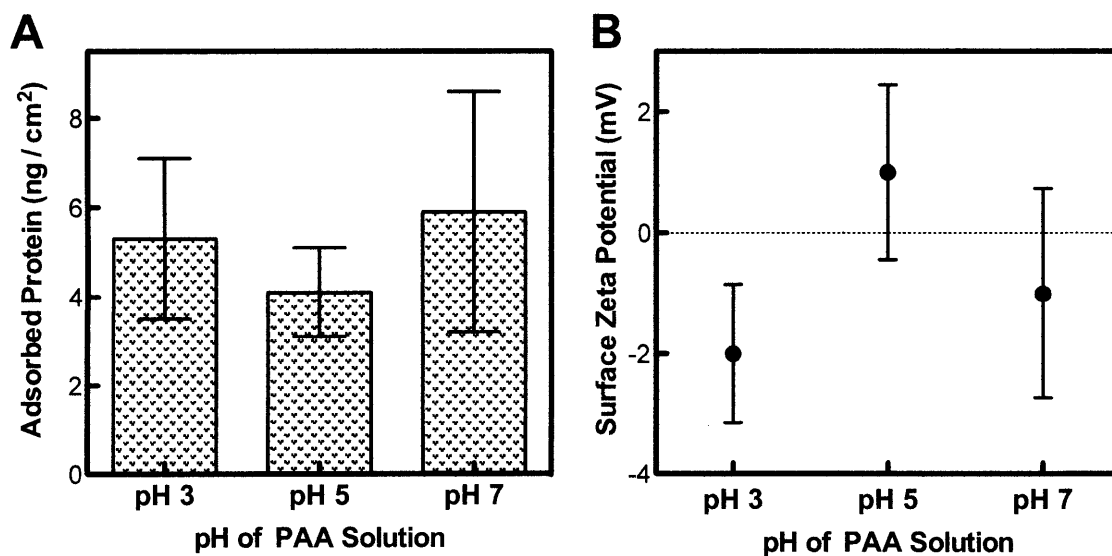 A
Adsorbed Protein (ng / cm²)
8
6
4
2
0
pH 3 pH 5 pH 7
pH of PAA Solution
B
Surface Zeta Potential (mV)
2
0
-2
-4
pH 3 pH 5 pH 7
pH of PAA Solution